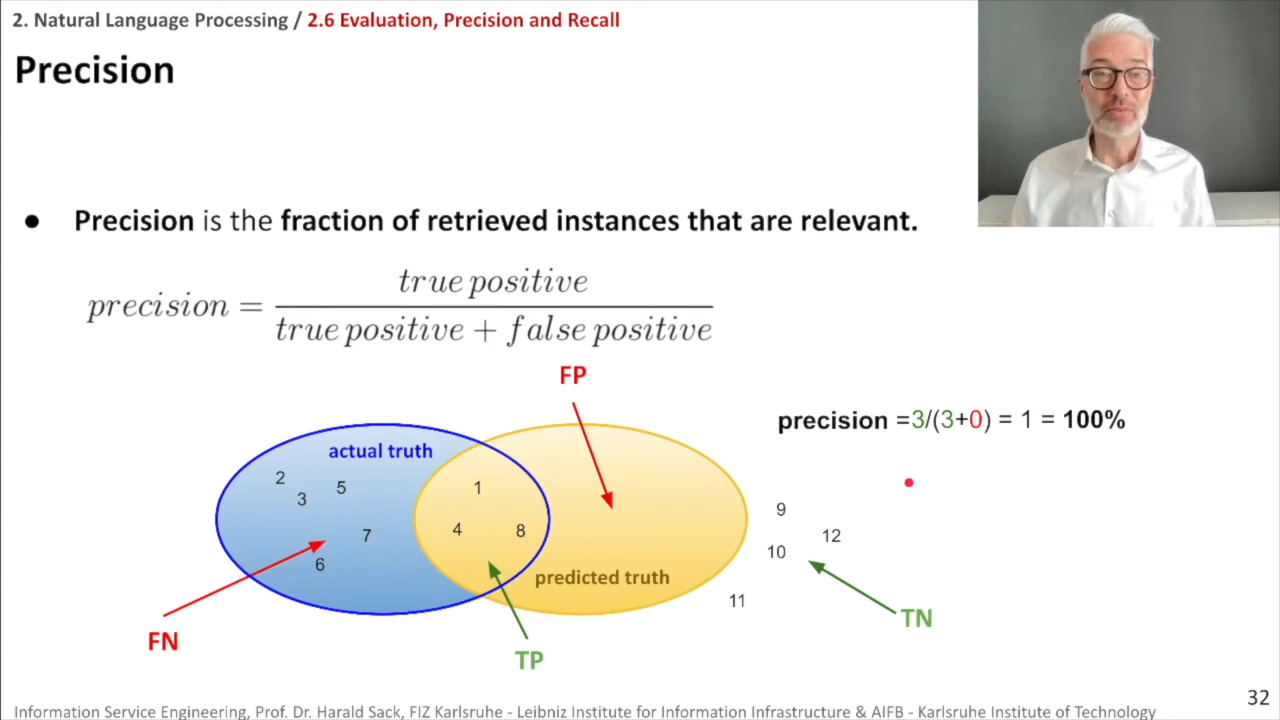 2. Natural Language Processing / 2.6 Evaluation, Precision and Recall
Precision
● Precision is the fraction of retrieved instances that are relevant.
precision = true positive / true positive + false positive
FP
precision =3/(3+0) = 1 = 100%
actual truth
2
5
1
3
9
4
8
12
7
10
6
predicted truth
11
TN
FN
TP
32
Information Service Engineering, Prof. Dr. Harald Sack, FIZ Karlsruhe - Leibniz Institute for Information Infrastructure & AIFB - Karlsruhe Institute of Technology